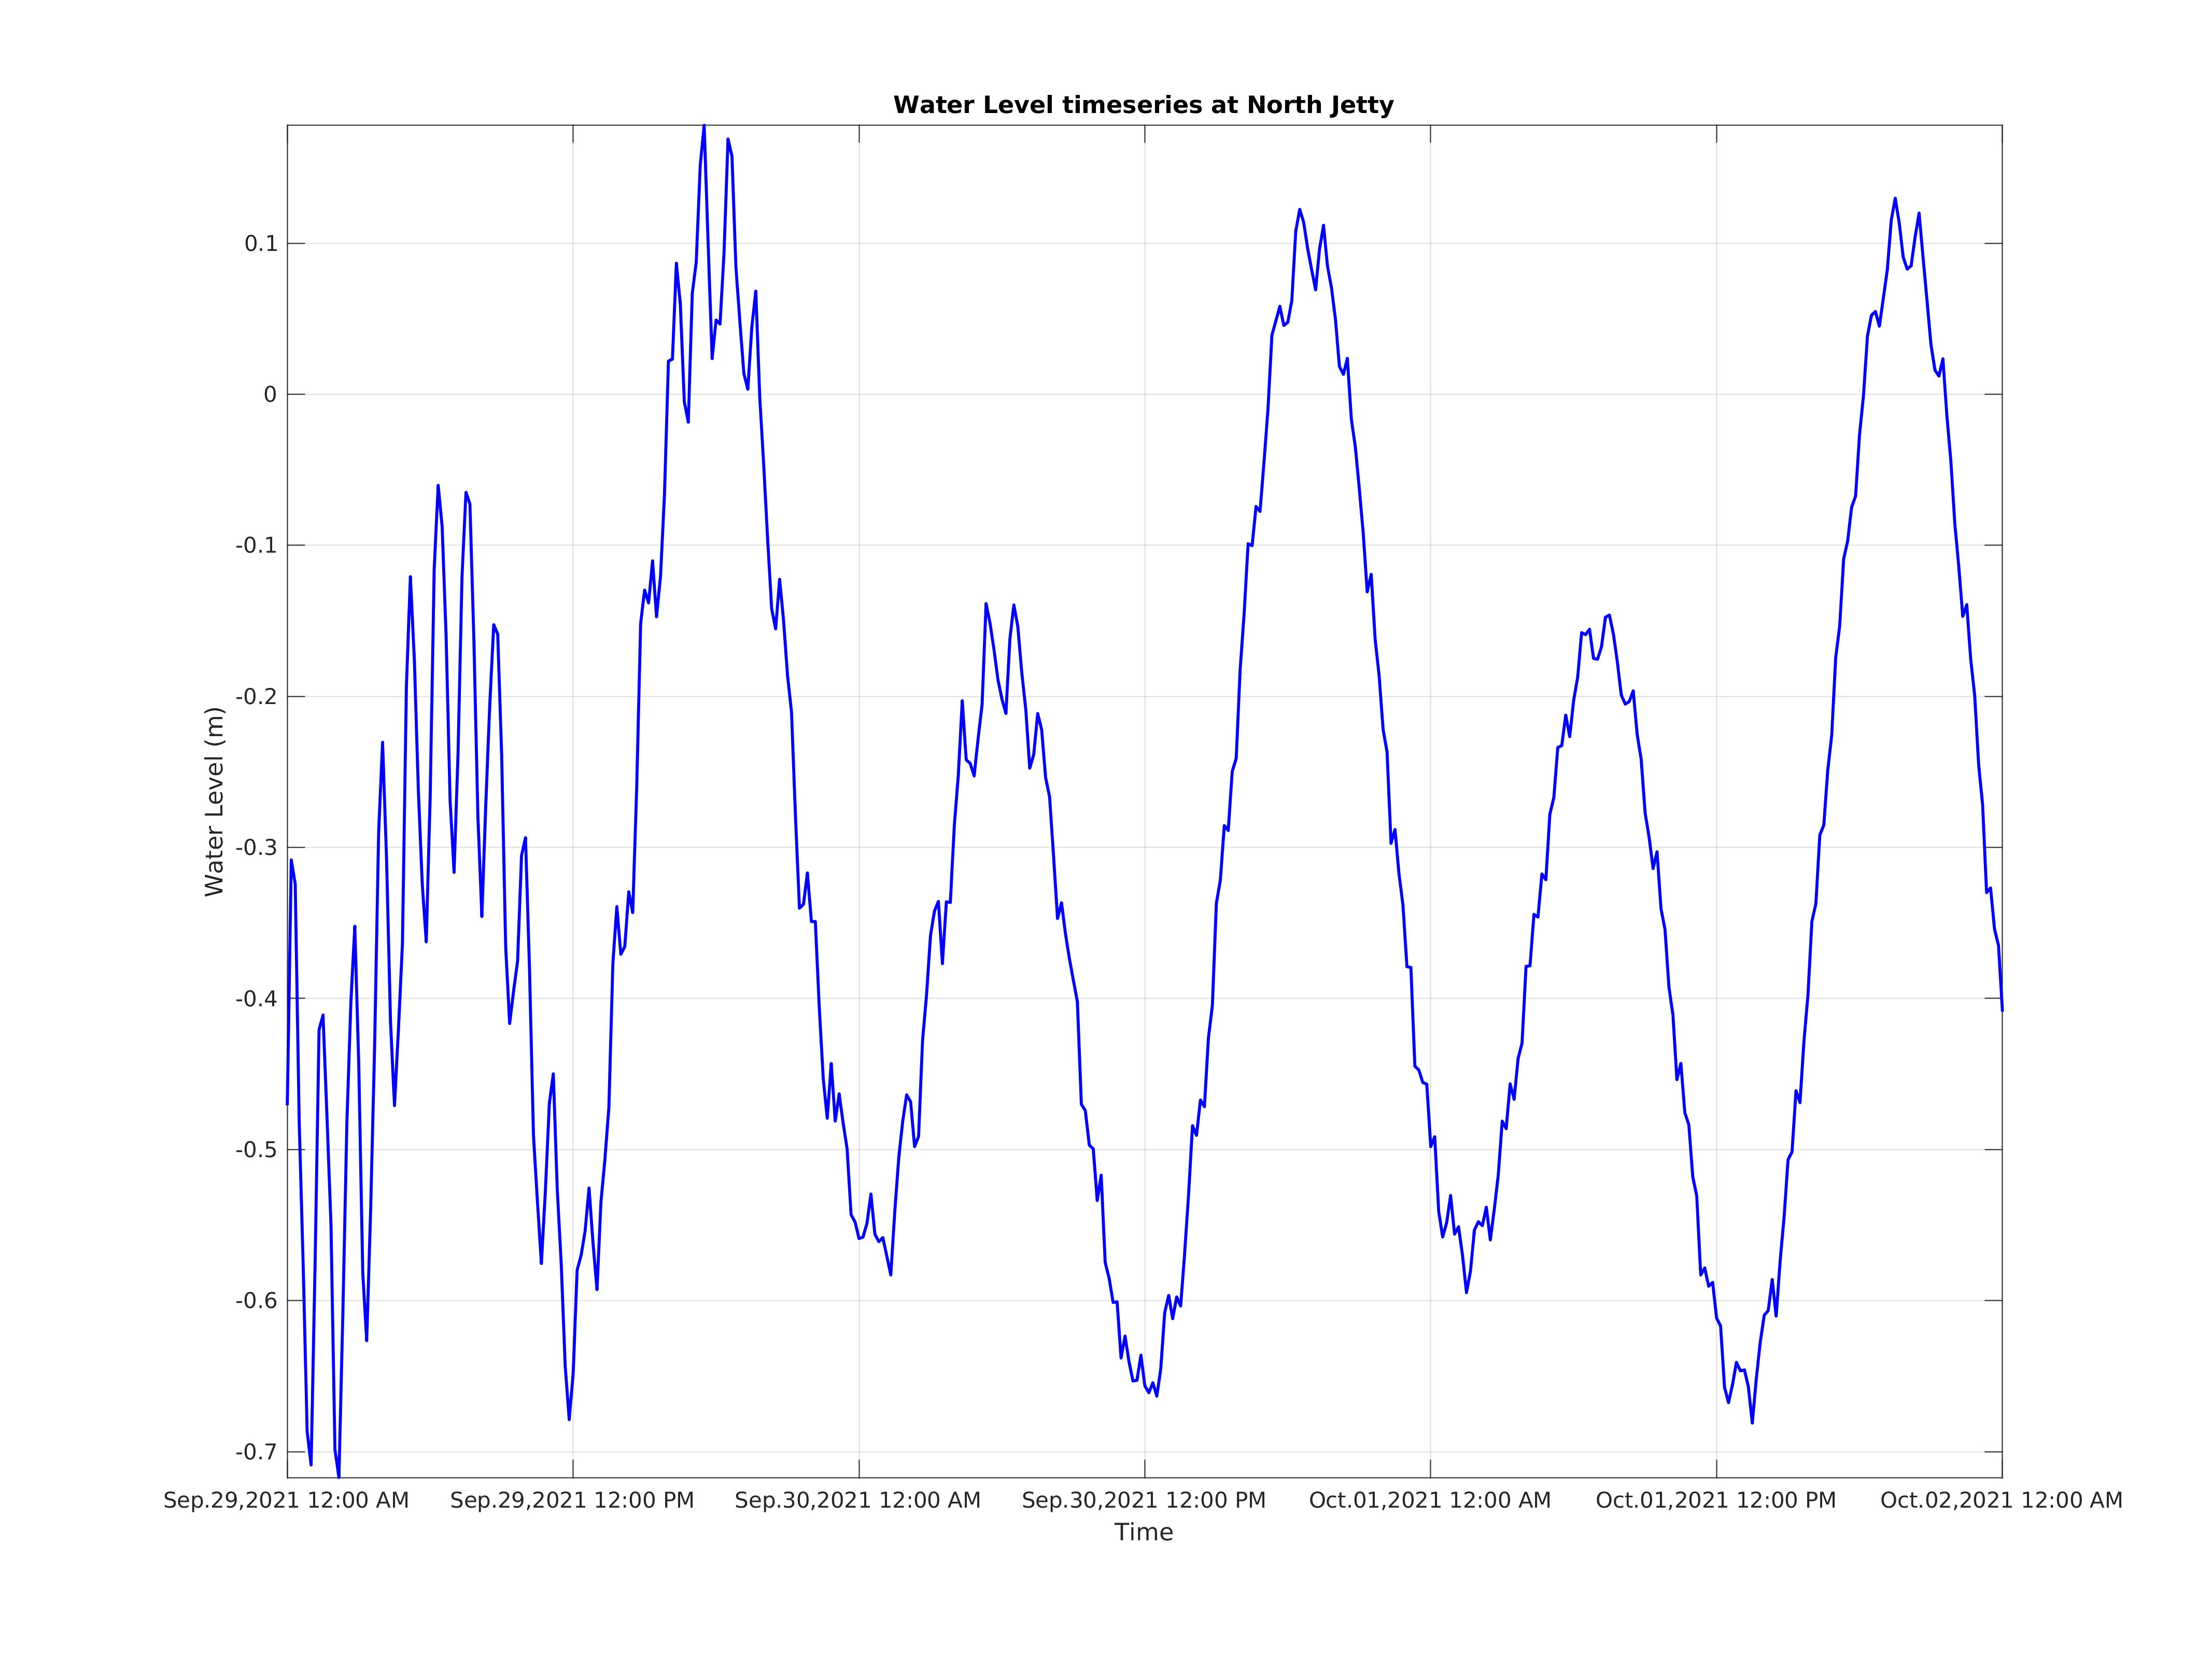 Water Level timeseries at North Jetty
0.1
0
-0.1
-0.2
-0.3
-0.4
-0.5
-0.6
-0.7
Water Level (m)
Sep.29,2021 12:00 AM Sep.29,2021 12:00 PM Sep.30,2021 12:00 AM Sep.30,2021 12:00 PM Oct.01,2021 12:00 AM Oct.01,2021 12:00 PM Oct.02,2021 12:00 AM
Time